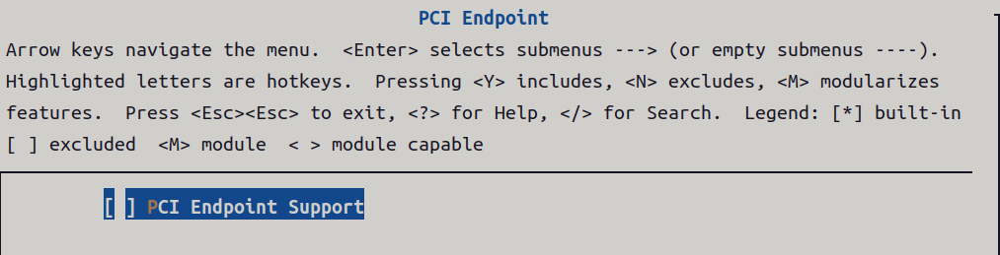 PCI Endpoint
Arrow keys navigate the menu.  <Enter> selects submenus ---> (or empty submenus ----).
Highlighted letters are hotkeys.  Pressing <Y> includes, <N> excludes, <M> modularizes
features.  Press <Esc><Esc> to exit, <?> for Help, </> for Search.  Legend: [*] built-in
[ ] excluded  <M> module  < > module capable
[ ] PCI Endpoint Support